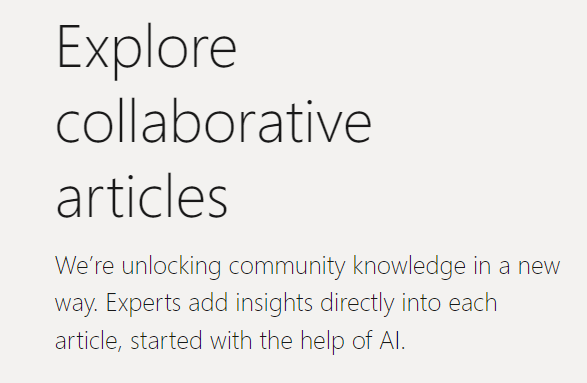 Explore
collaborative
articles
We’re unlocking community knowledge in a new
way. Experts add insights directly into each
article, started with the help of AI.